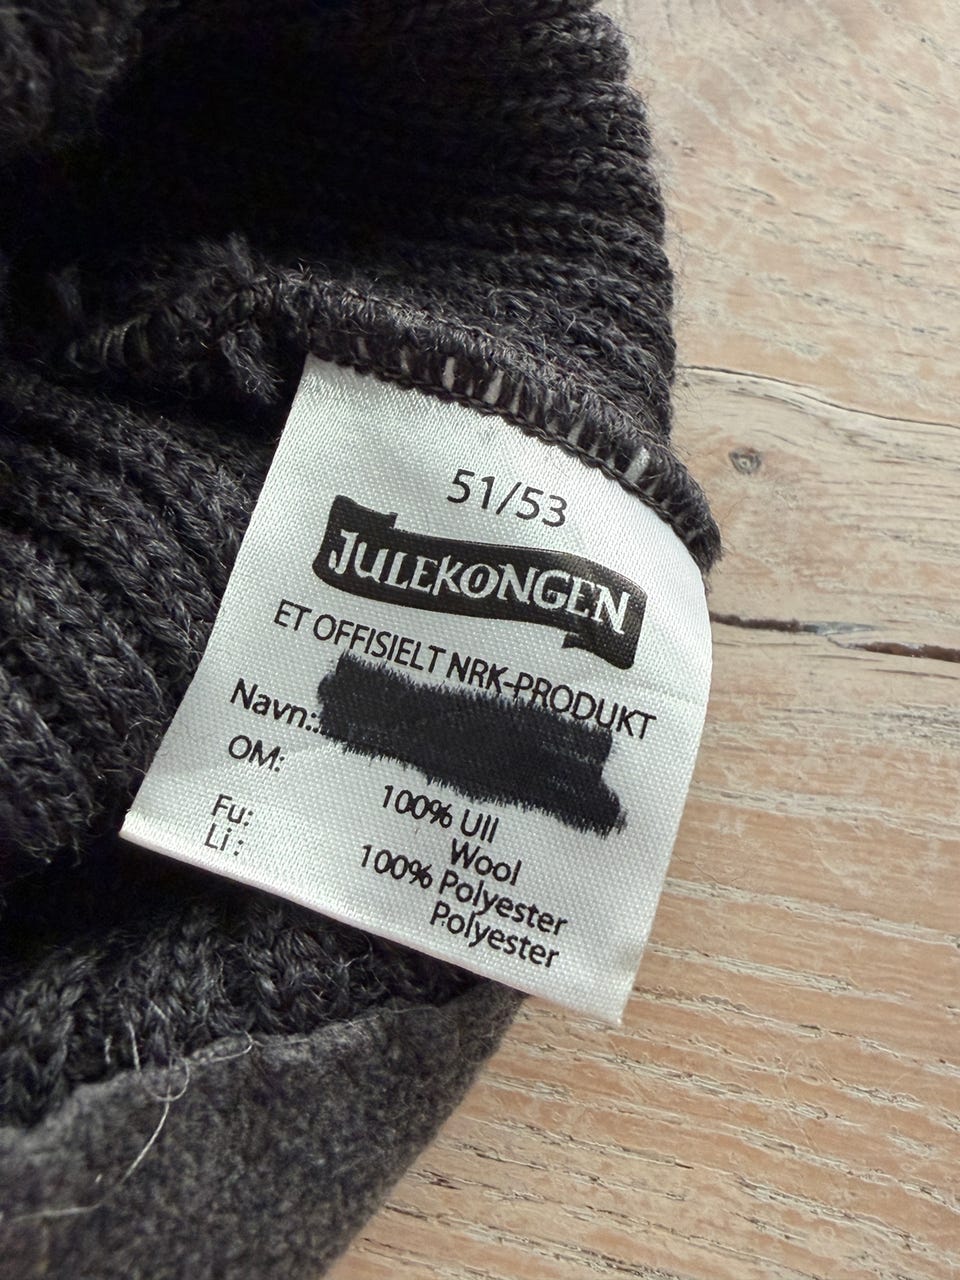 51/53
JULEKONGEN
ET OFFISIELT NRK-PRODUKT
Navn:
OM: 100% Ull
Wool
Fu: 100% Polyester
Li : Polyester